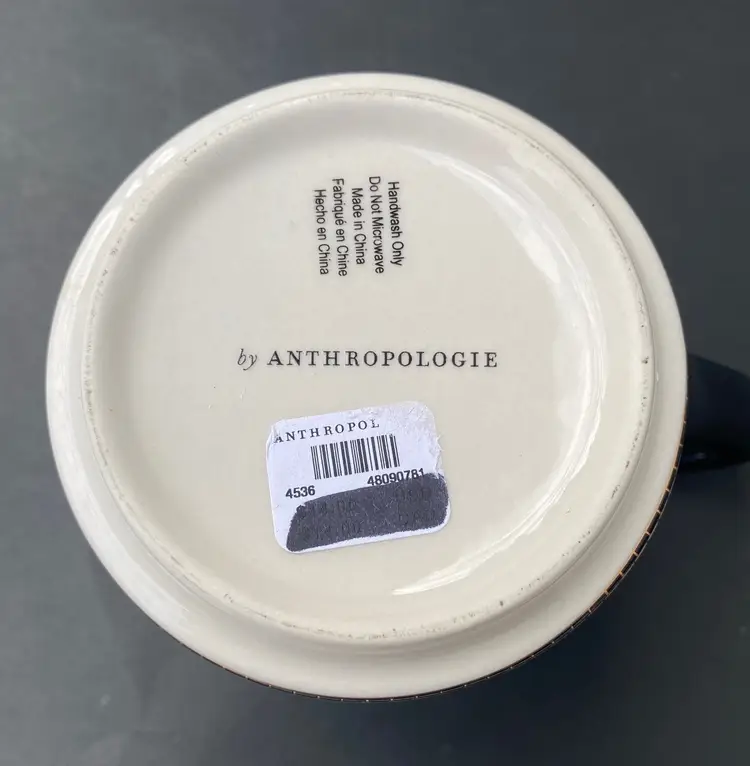 Handwash Only
Do Not Microwave
Made in China
Fabriqué en Chine
Hecho en China
by ANTHROPOLOGIE
ANTHROPOL
4536 48090781